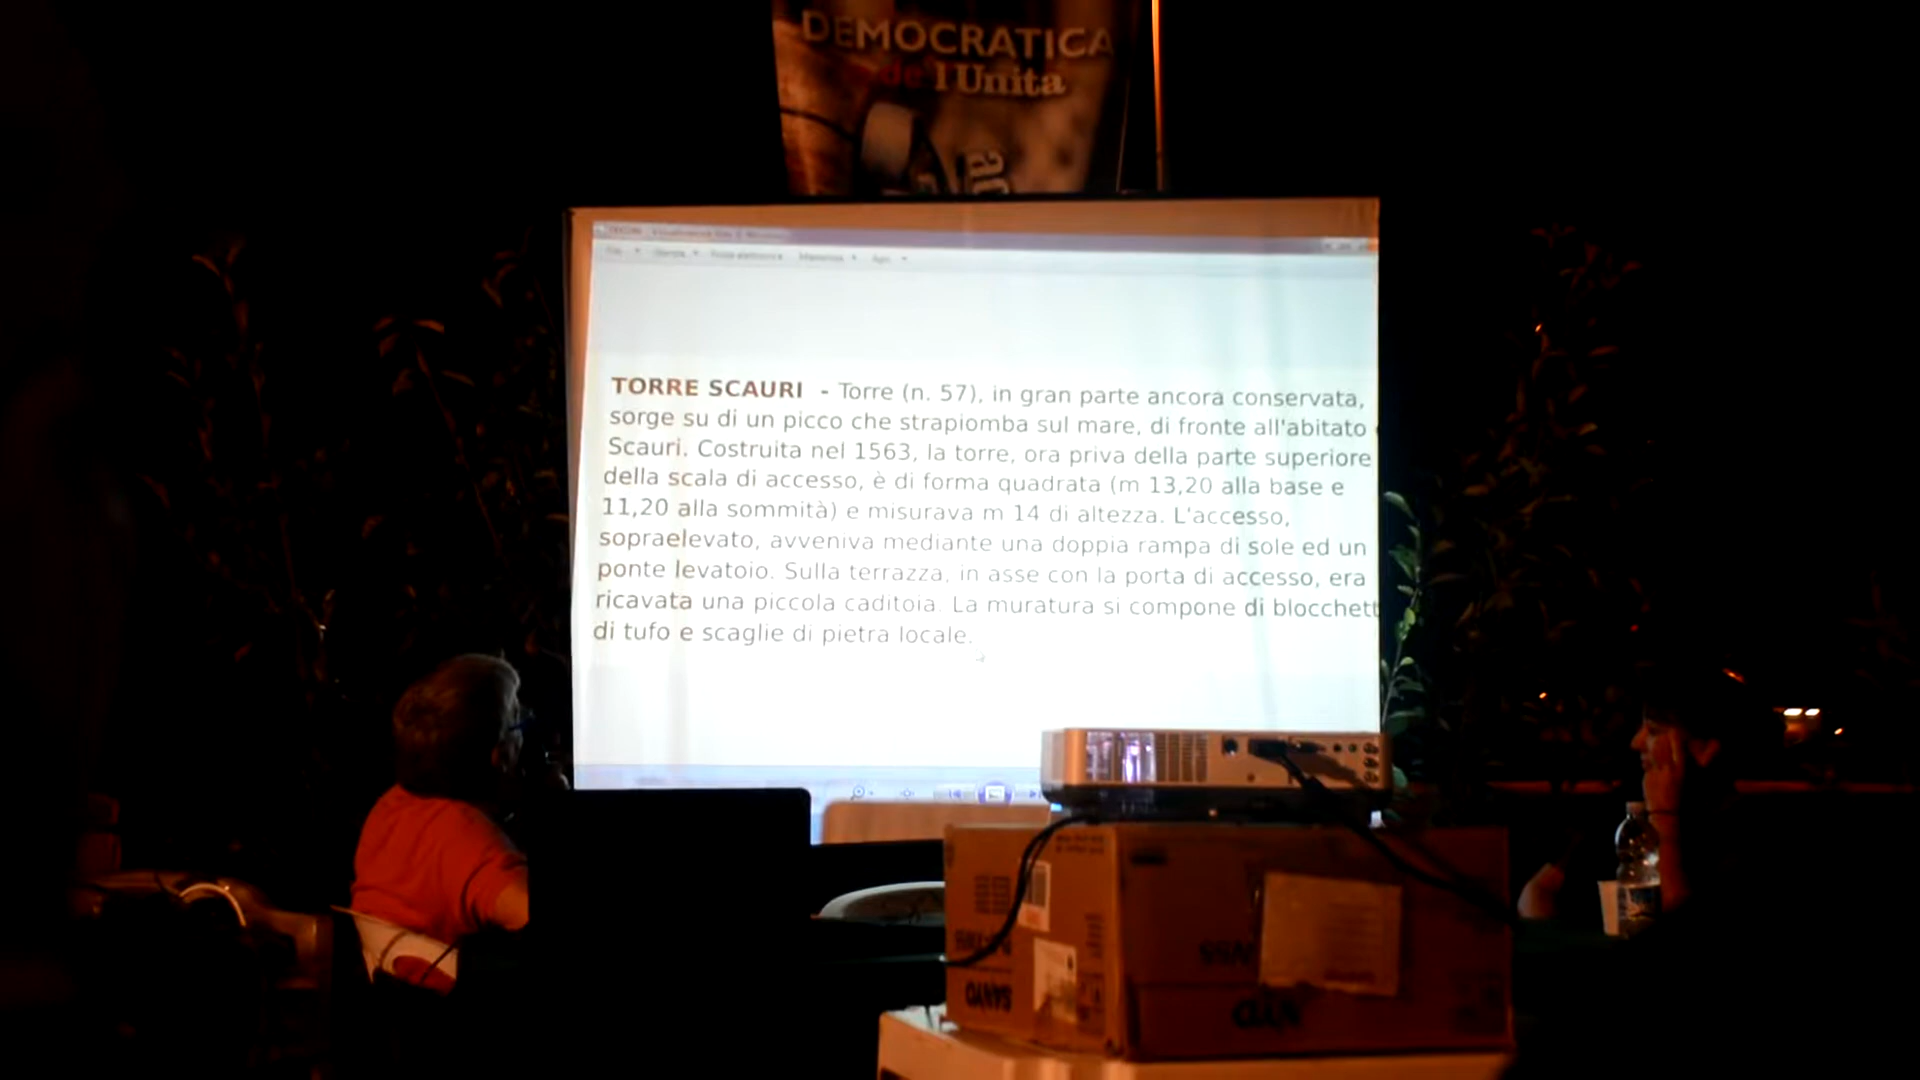 DEMOCRATICA
de l'Unita
TORRE SCAURI - Torre (n. 57), in gran parte ancora conservata,
sorge su di un picco che strapiomba sul mare, di fronte all'abitato
Scauri. Costruita nel 1563, la torre, ora priva della parte superiore
della scala di accesso, è di forma quadrata (m 13,20 alla base e
11,20 alla sommità) e misurava m 14 di altezza. L'accesso,
sopraelevato, avveniva mediante una doppia rampa di sole ed un
ponte levatoio. Sulla terrazza, in asse con la porta di accesso, era
ricavata una piccola caditoia. La muratura si compone di blocchett
di tufo e scaglie di pietra locale.
SANYO